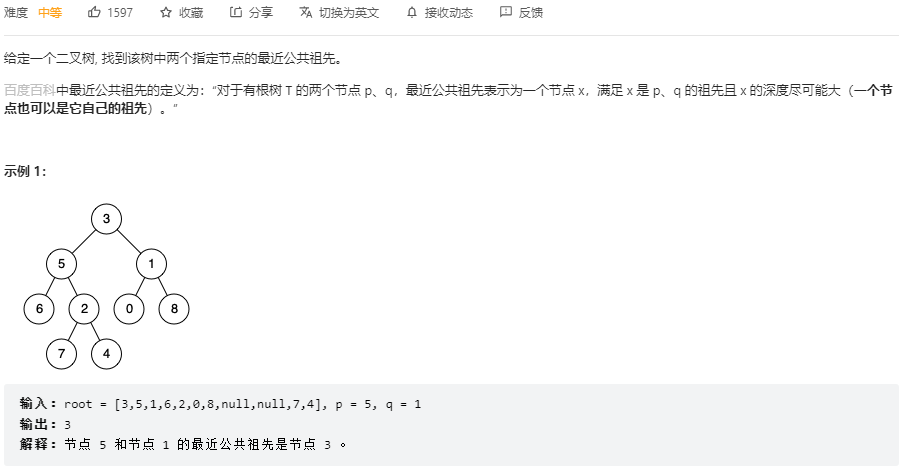 难度 中等 1597 收藏 分享 切换为英文 接收动态 反馈
给定一个二叉树, 找到该树中两个指定节点的最近公共祖先。
百度百科中最近公共祖先的定义为：“对于有根树 T 的两个节点 p、q，最近公共祖先表示为一个节点 x，满足 x 是 p、q 的祖先且 x 的深度尽可能大（一个节
点也可以是它自己的祖先）。”
示例 1：
3
5 1
6 2 0 8
7 4
输入：root = [3,5,1,6,2,0,8,null,null,7,4], p = 5, q = 1
输出：3
解释：节点 5 和节点 1 的最近公共祖先是节点 3 。